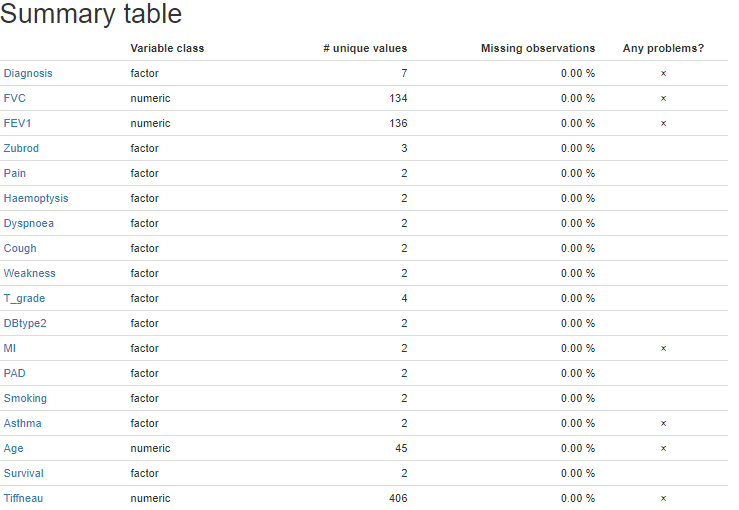 Summary table
Variable class # unique values Missing observations Any problems?
Diagnosis factor 7 0.00 % ×
FVC numeric 134 0.00 % ×
FEV1 numeric 136 0.00 % ×
Zubrod factor 3 0.00 %
Pain factor 2 0.00 %
Haemoptysis factor 2 0.00 %
Dyspnoea factor 2 0.00 %
Cough factor 2 0.00 %
Weakness factor 2 0.00 %
T_grade factor 4 0.00 %
DBtype2 factor 2 0.00 %
MI factor 2 0.00 % ×
PAD factor 2 0.00 %
Smoking factor 2 0.00 %
Asthma factor 2 0.00 % ×
Age numeric 45 0.00 % ×
Survival factor 2 0.00 %
Tiffneau numeric 406 0.00 % ×